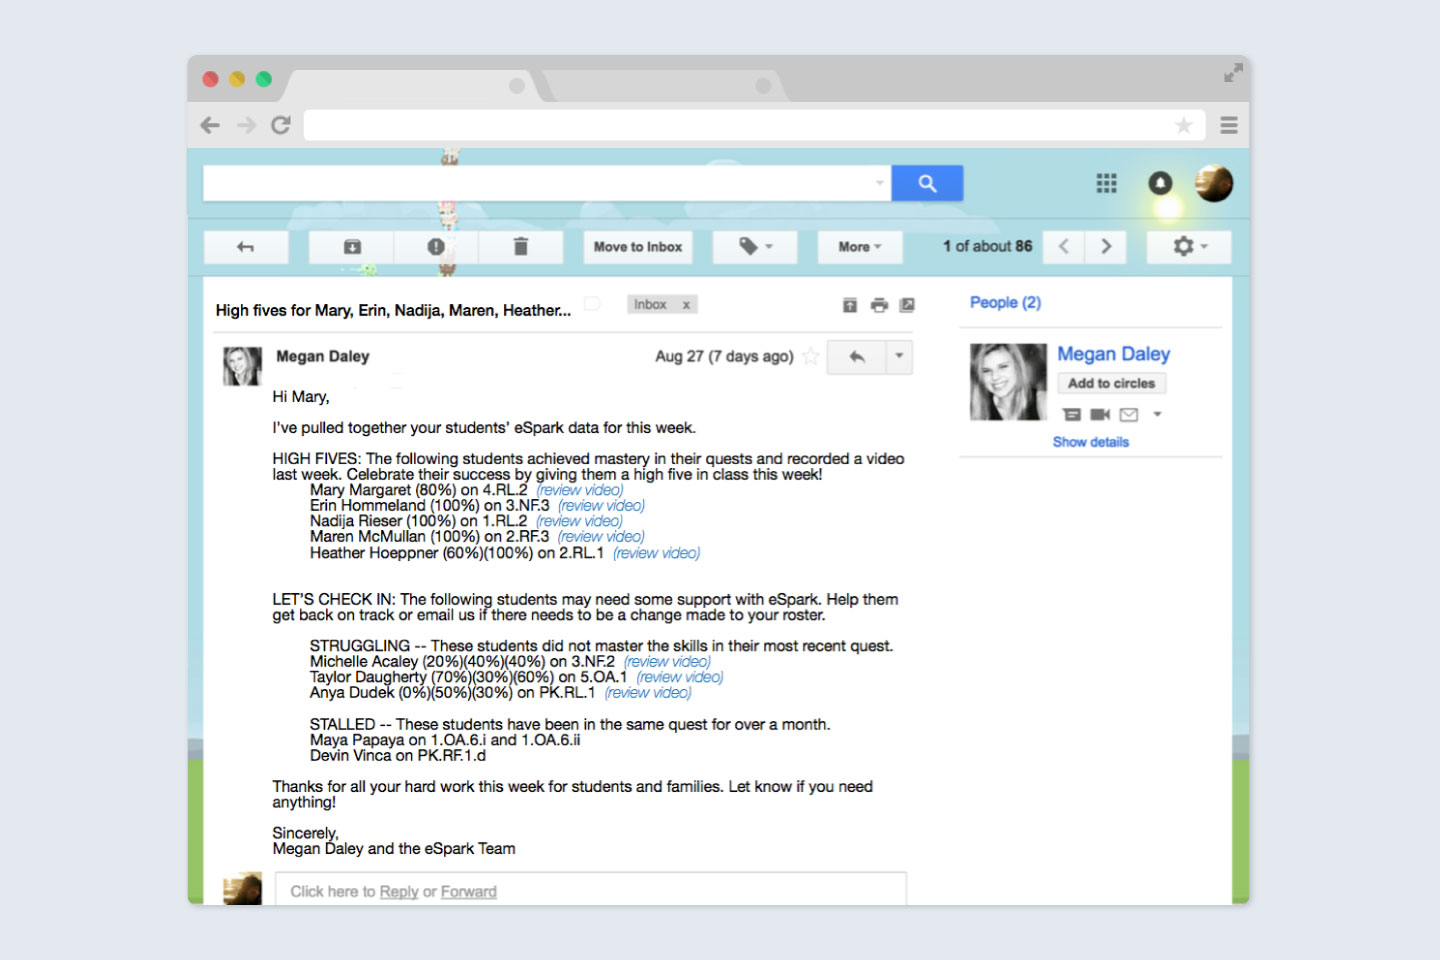 Move to Inbox
More
1 of about 86
High fives for Mary, Erin, Nadija, Maren, Heather...
Inbox x
People (2)
Megan Daley
Aug 27 (7 days ago)
Megan Daley
Add to circles
Show details
Hi Mary,
I've pulled together your students' eSpark data for this week.
HIGH FIVES: The following students achieved mastery in their quests and recorded a video
last week. Celebrate their success by giving them a high five in class this week!
Mary Margaret (80%) on 4.RL.2 (review video)
Erin Hommeland (100%) on 3.NF.3 (review video)
Nadija Rieser (100%) on 1.RL.2 (review video)
Maren McMullan (100%) on 2.RF.3 (review video)
Heather Hoeppner (60%)(100%) on 2.RL.1 (review video)
LET'S CHECK IN: The following students may need some support with eSpark. Help them
get back on track or email us if there needs to be a change made to your roster.
STRUGGLING -- These students did not master the skills in their most recent quest.
Michelle Acaley (20%)(40%)(40%) on 3.NF.2 (review video)
Taylor Daugherty (70%)(30%)(60%) on 5.OA.1 (review video)
Anya Dudek (0%)(50%)(30%) on PK.RL.1 (review video)
STALLED -- These students have been in the same quest for over a month.
Maya Papaya on 1.OA.6.i and 1.OA.6.ii
Devin Vinca on PK.RF.1.d
Thanks for all your hard work this week for students and families. Let know if you need
anything!
Sincerely,
Megan Daley and the eSpark Team
Click here to Reply or Forward